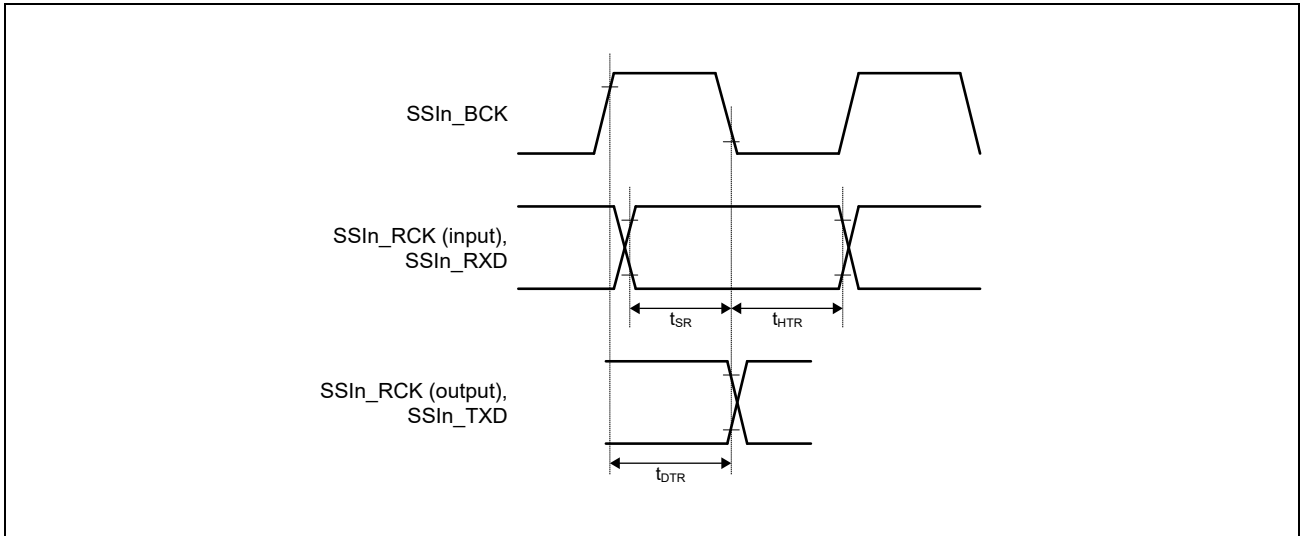 SSIn_BCK
SSIn_RCK (input),
SSIn_RXD
tSR
tHTR
SSIn_RCK (output),
SSIn_TXD
tDTR